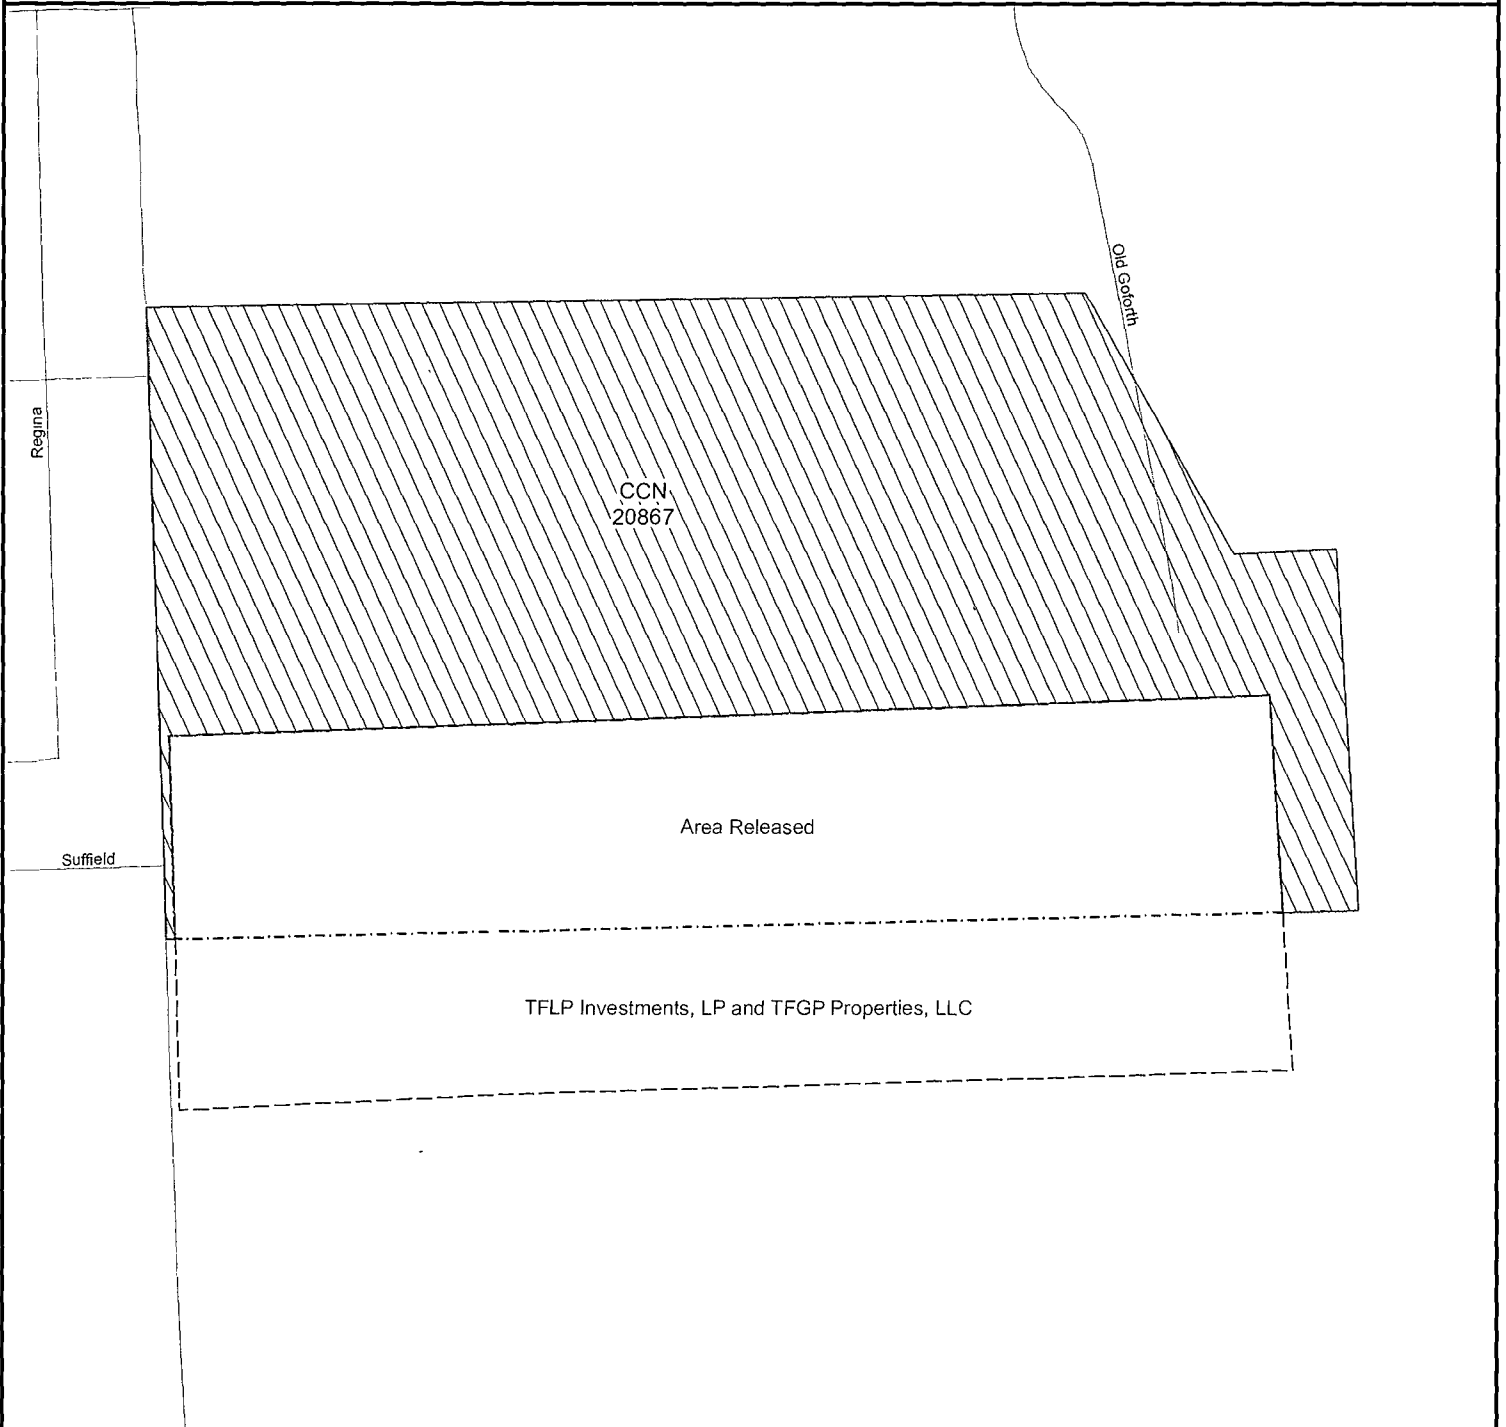 Old Goforth
Regina
CCN
20867
Area Released
Suffield
TFLP Investments, LP and TFGP Properties, LLC